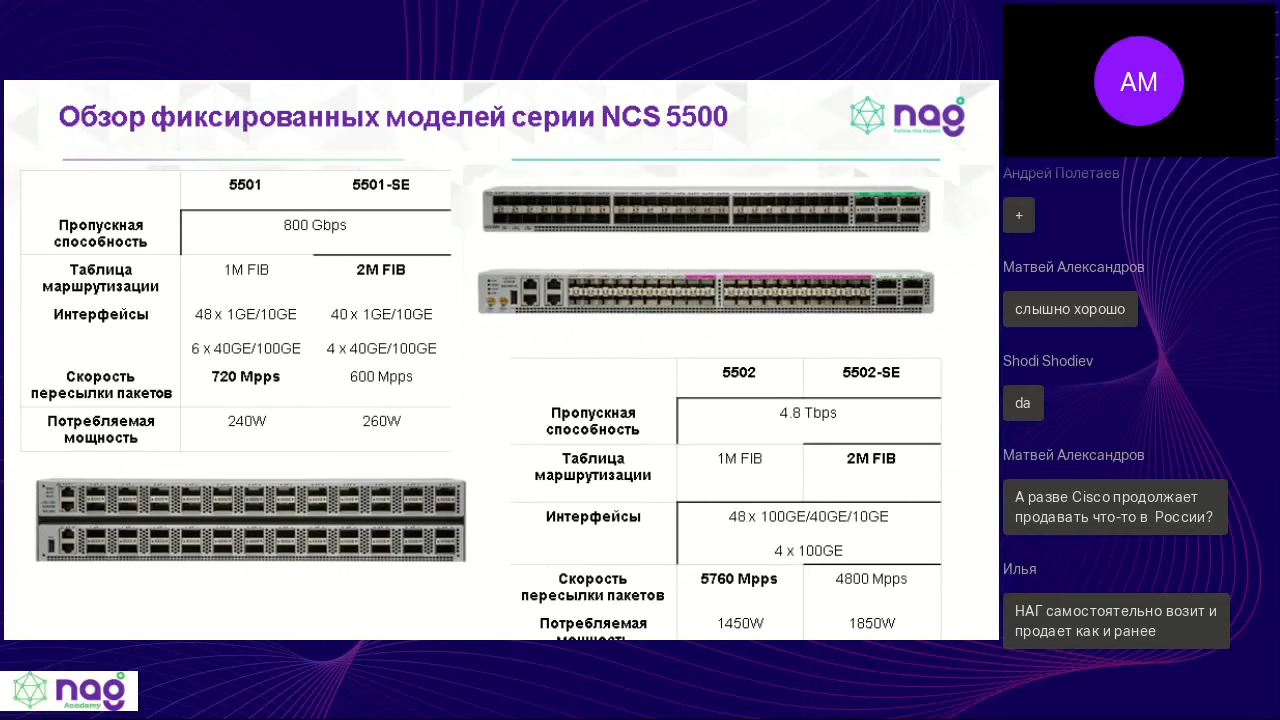 Обзор фиксированных моделей серии NCS 5500
nag
5501 5501-SE
Пропускная
способность
800 Gbps
Таблица
маршрутизации
1M FIB 2M FIB
Интерфейсы
48 x 1GE/10GE 40 x 1GE/10GE
6 x 40GE/100GE 4 x 40GE/100GE
Скорость
пересылки пакетов
720 Mpps 600 Mpps
Потребляемая
мощность
240W 260W
5502 5502-SE
Пропускная
способность
4.8 Tbps
Таблица
маршрутизации
1M FIB 2M FIB
Интерфейсы
48 x 100GE/40GE/10GE
4 x 100GE
Скорость
пересылки пакетов
5760 Mpps 4800 Mpps
Потребляемая
мощность
1450W 1850W
nag
Academy
AM
Андрей Полетаев
+
Матвей Александров
слышно хорошо
Shodi Shodiev
da
Матвей Александров
А разве Cisco продолжает
продавать что-то в России?
Илья
НАГ самостоятельно возит и
продает как и ранее